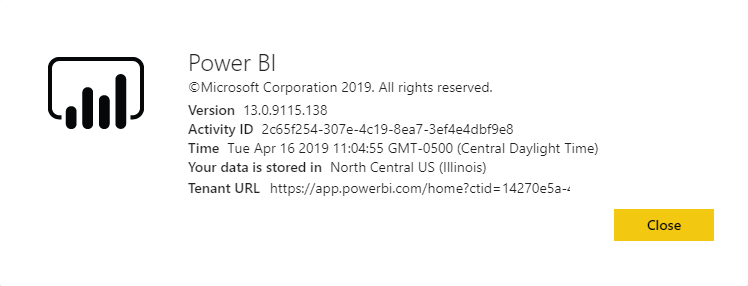 Power BI
©Microsoft Corporation 2019. All rights reserved.
Version 13.0.9115.138
Activity ID 2c65f254-307e-4c19-8ea7-3ef4e4dbf9e8
Time Tue Apr 16 2019 11:04:55 GMT-0500 (Central Daylight Time)
Your data is stored in North Central US (Illinois)
Tenant URL https://app.powerbi.com/home?ctid=14270e5a-4
Close